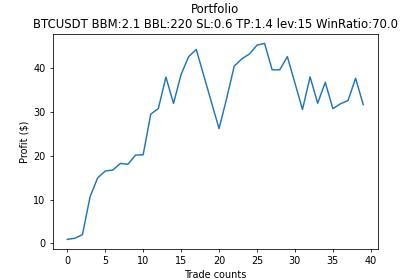 Portfolio
BTCUSDT BBM:2.1 BBL:220 SL:0.6 TP:1.4 lev:15 WinRatio:70.0
Profit ($)
40
30
20
10
0
0 5 10 15 20 25 30 35 40
Trade counts